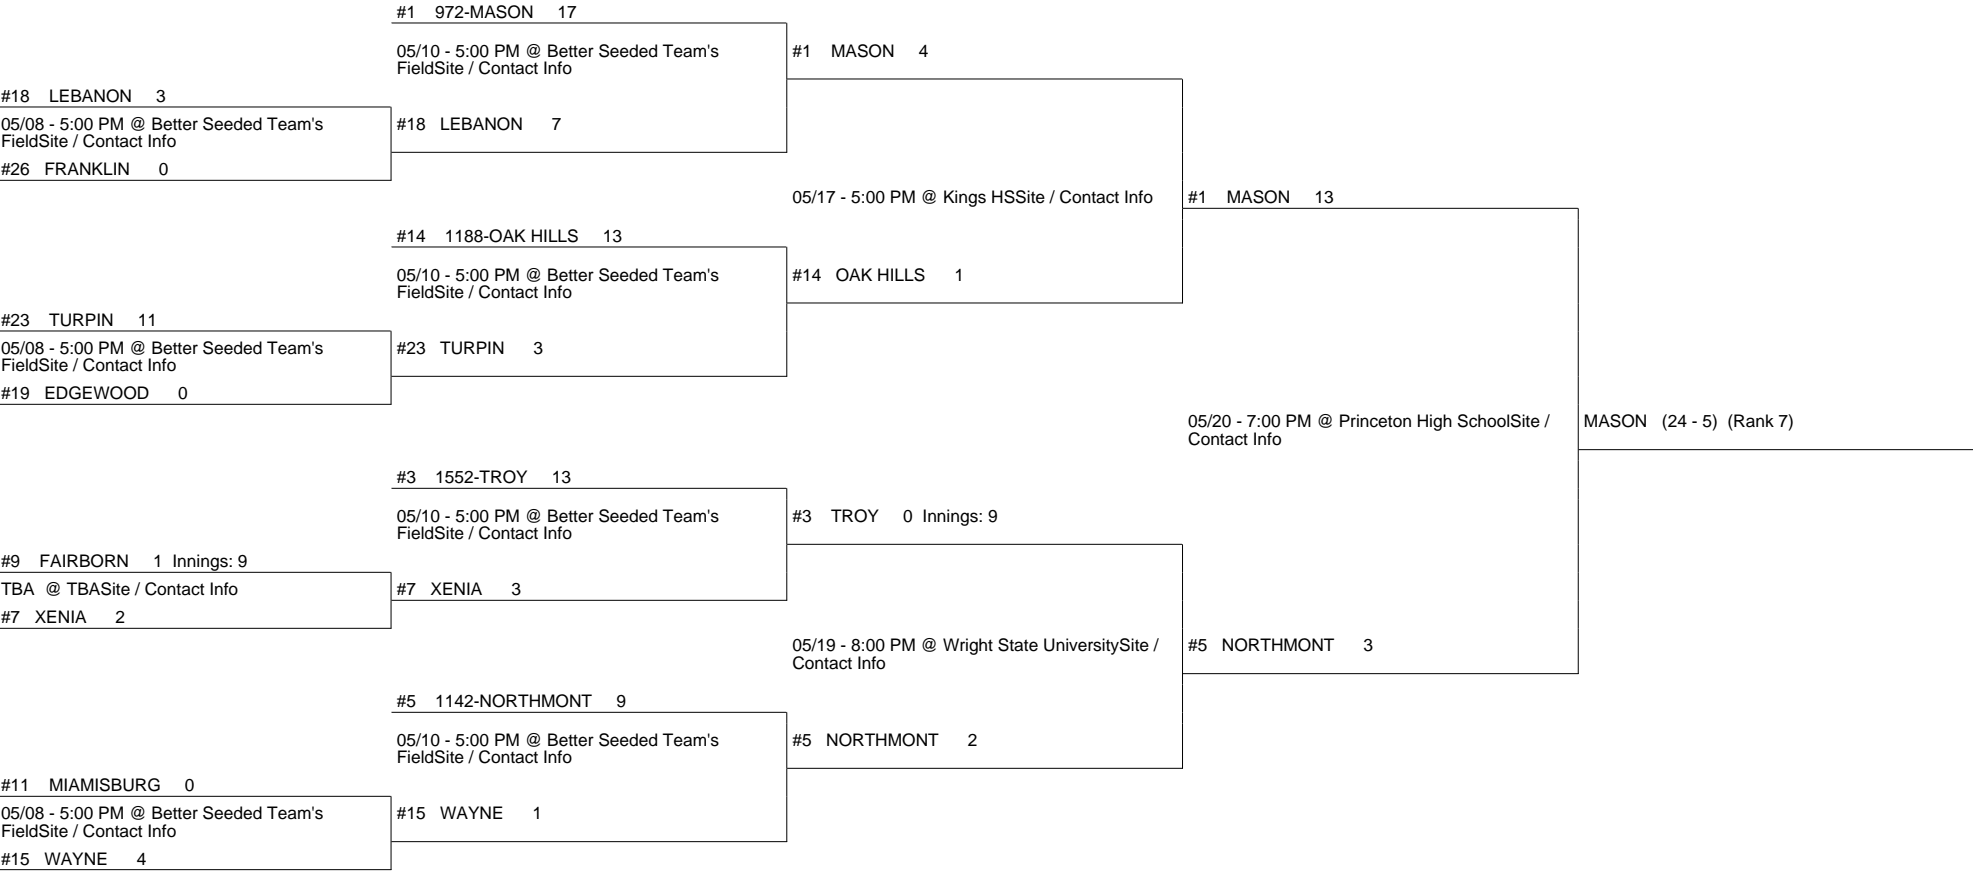 #1 972-MASON 17
05/10 - 5:00 PM @ Better Seeded Team's
FieldSite / Contact Info
#1 MASON 4
#18 LEBANON 3
05/08 - 5:00 PM @ Better Seeded Team's
FieldSite / Contact Info
#18 LEBANON 7
#26 FRANKLIN 0
05/17 - 5:00 PM @ Kings HSSite / Contact Info
#1 MASON 13
#14 1188-OAK HILLS 13
05/10 - 5:00 PM @ Better Seeded Team's
FieldSite / Contact Info
#14 OAK HILLS 1
#23 TURPIN 11
05/08 - 5:00 PM @ Better Seeded Team's
FieldSite / Contact Info
#23 TURPIN 3
#19 EDGEWOOD 0
05/20 - 7:00 PM @ Princeton High SchoolSite /
Contact Info
MASON (24 - 5) (Rank 7)
#3 1552-TROY 13
05/10 - 5:00 PM @ Better Seeded Team's
FieldSite / Contact Info
#3 TROY 0 Innings: 9
#9 FAIRBORN 1 Innings: 9
TBA @ TBASite / Contact Info
#7 XENIA 3
#7 XENIA 2
05/19 - 8:00 PM @ Wright State UniversitySite /
Contact Info
#5 NORTHMONT 3
#5 1142-NORTHMONT 9
05/10 - 5:00 PM @ Better Seeded Team's
FieldSite / Contact Info
#5 NORTHMONT 2
#11 MIAMISBURG 0
05/08 - 5:00 PM @ Better Seeded Team's
FieldSite / Contact Info
#15 WAYNE 1
#15 WAYNE 4